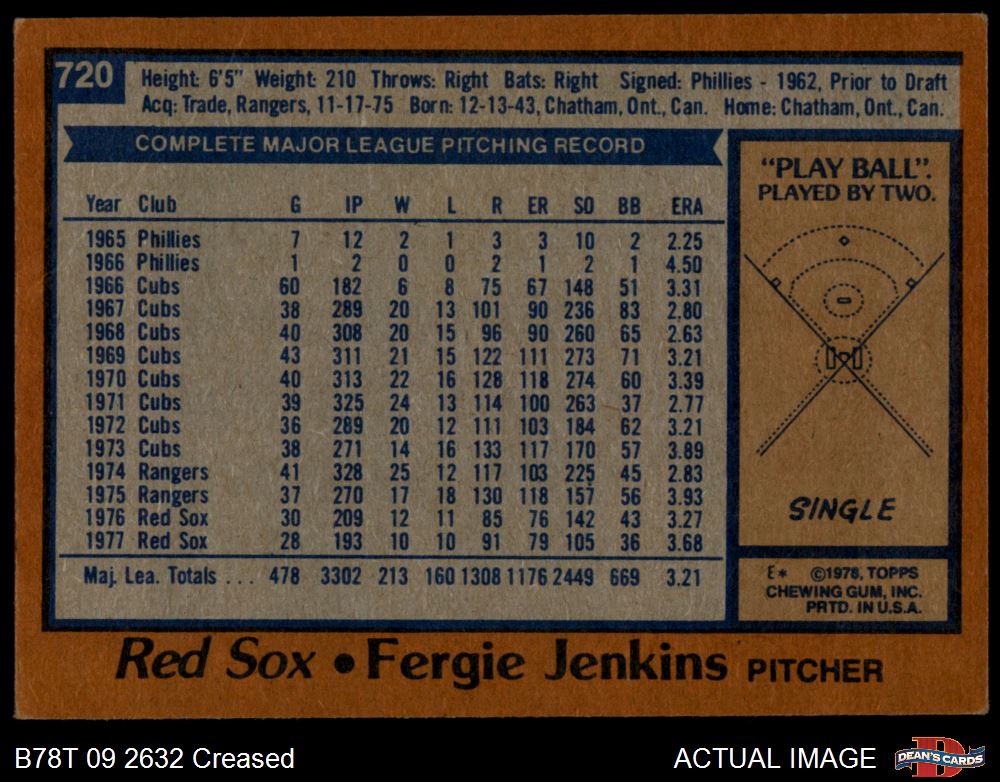 720
Height: 6'5" Weight: 210 Throws: Right Bats: Right Signed: Phillies - 1962, Prior to Draft
Acq: Trade, Rangers, 11-17-75 Born: 12-13-43, Chatham, Ont., Can. Home: Chatham, Ont., Can.
COMPLETE MAJOR LEAGUE PITCHING RECORD
Year Club G IP W L R ER SO BB ERA
1965 Phillies 7 12 2 1 3 3 10 2 2.25
1966 Phillies 1 2 0 0 2 1 2 1 4.50
1966 Cubs 60 182 6 8 75 67 148 51 3.31
1967 Cubs 38 289 20 13 101 90 236 83 2.80
1968 Cubs 40 308 20 15 96 90 260 65 2.63
1969 Cubs 43 311 21 15 122 111 273 71 3.21
1970 Cubs 40 313 22 16 128 118 274 60 3.39
1971 Cubs 39 325 24 13 114 100 263 37 2.77
1972 Cubs 36 289 20 12 111 103 184 62 3.21
1973 Cubs 38 271 14 16 133 117 170 57 3.89
1974 Rangers 41 328 25 12 117 103 225 45 2.83
1975 Rangers 37 270 17 18 130 118 157 56 3.93
1976 Red Sox 30 209 12 11 85 76 142 43 3.27
1977 Red Sox 28 193 10 10 91 79 105 36 3.68
Maj. Lea. Totals . . . 478 3302 213 160 1308 1176 2449 669 3.21
"PLAY BALL".
PLAYED BY TWO.
SINGLE
E* ©1978, TOPPS
CHEWING GUM, INC.
PRTD. IN U.S.A.
Red Sox • Fergie Jenkins PITCHER
B78T 09 2632 Creased
ACTUAL IMAGE
D
DEAN'S CARDS